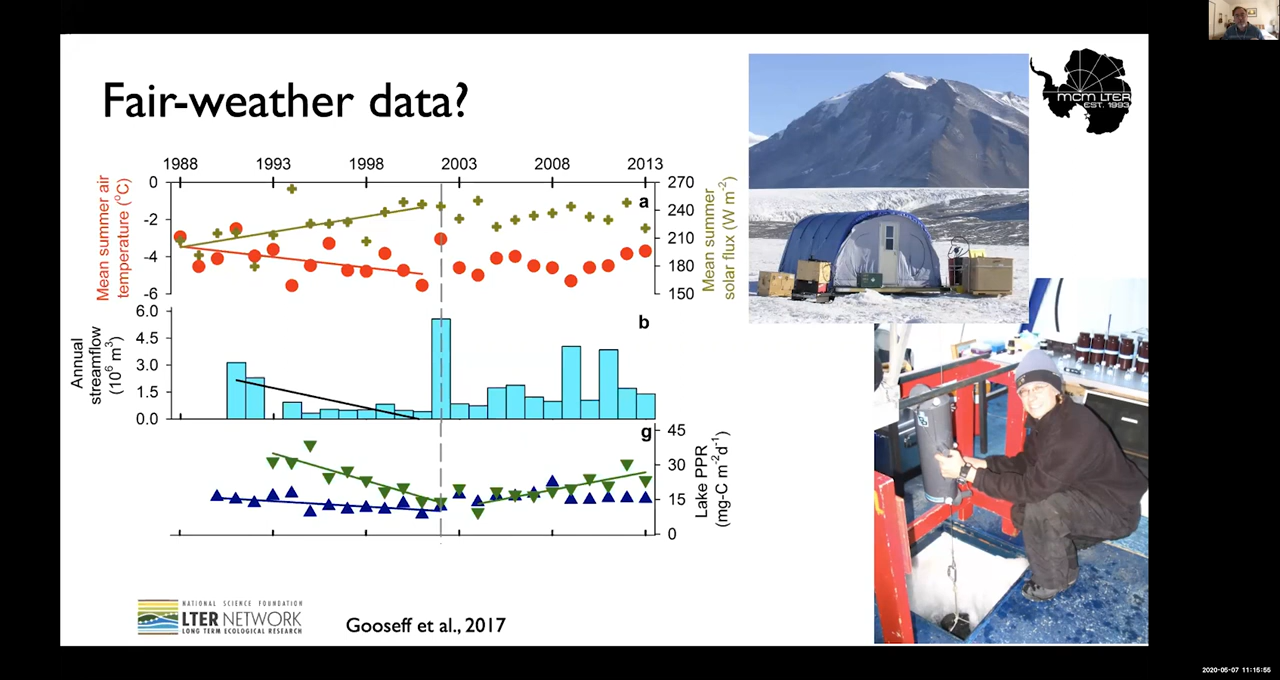 Fair-weather data?
MCM LTER
EST. 1993
1988 1993 1998 2003 2008 2013
Mean summer air
temperature (°C)
0
-2
-4
-6
a
270
240
210
180
150
Mean summer
solar flux (W m-2)
Annual
streamflow
(10⁶ m³)
6.0
4.5
3.0
1.5
0.0
b
g
45
30
15
0
Lake PPR
(mg-C m-2d-1)
NATIONAL SCIENCE FOUNDATION
LTER NETWORK
LONG TERM ECOLOGICAL RESEARCH
Gooseff et al., 2017
2020-05-07 11:15:55